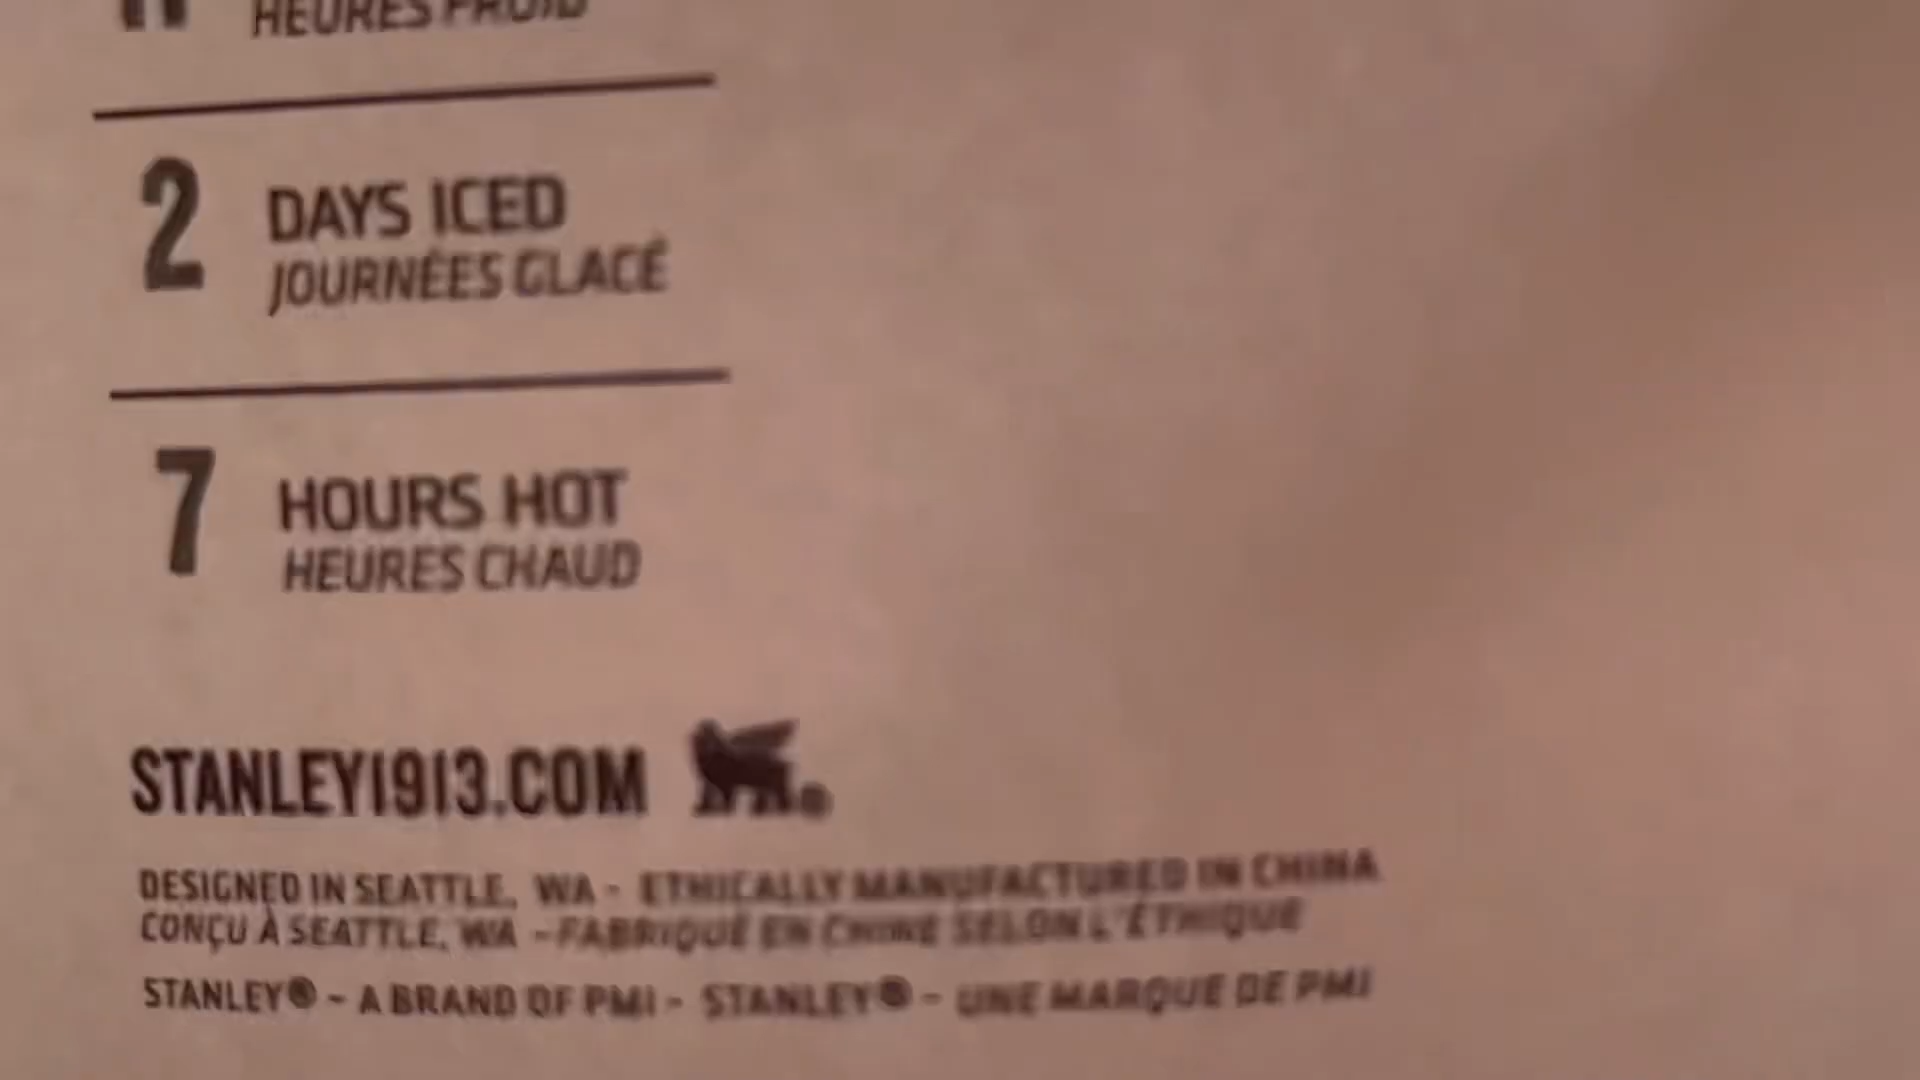 HEURES FROID
2 DAYS ICED
JOURNÉES GLACÉ
7 HOURS HOT
HEURES CHAUD
STANLEY1913.COM ®
DESIGNED IN SEATTLE, WA - ETHICALLY MANUFACTURED IN CHINA
CONÇU À SEATTLE, WA - FABRIQUÉ EN CHINE SELON L'ÉTHIQUE
STANLEY® - A BRAND OF PMI - STANLEY® - UNE MARQUE DE PMI